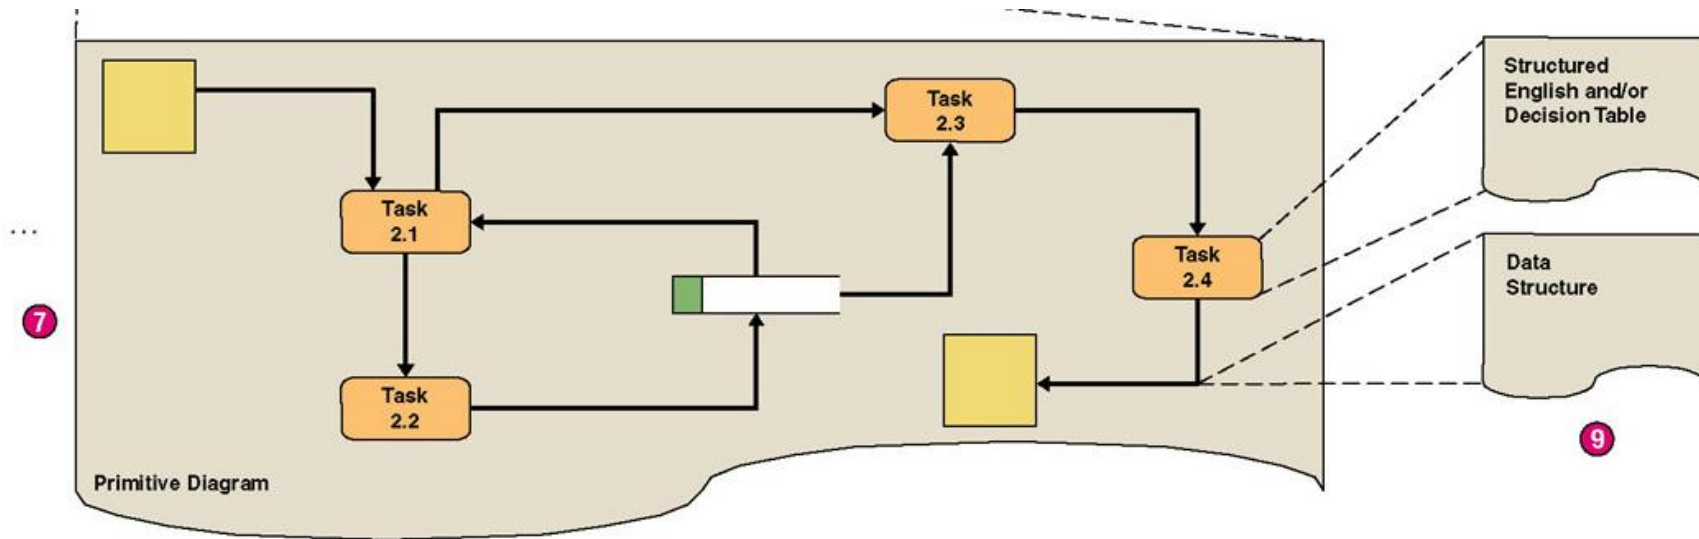 Structured
English and/or
Decision Table
Task
2.3
Task
2.1
...
Task
2.4
Data
Structure
7
Task
2.2
9
Primitive Diagram